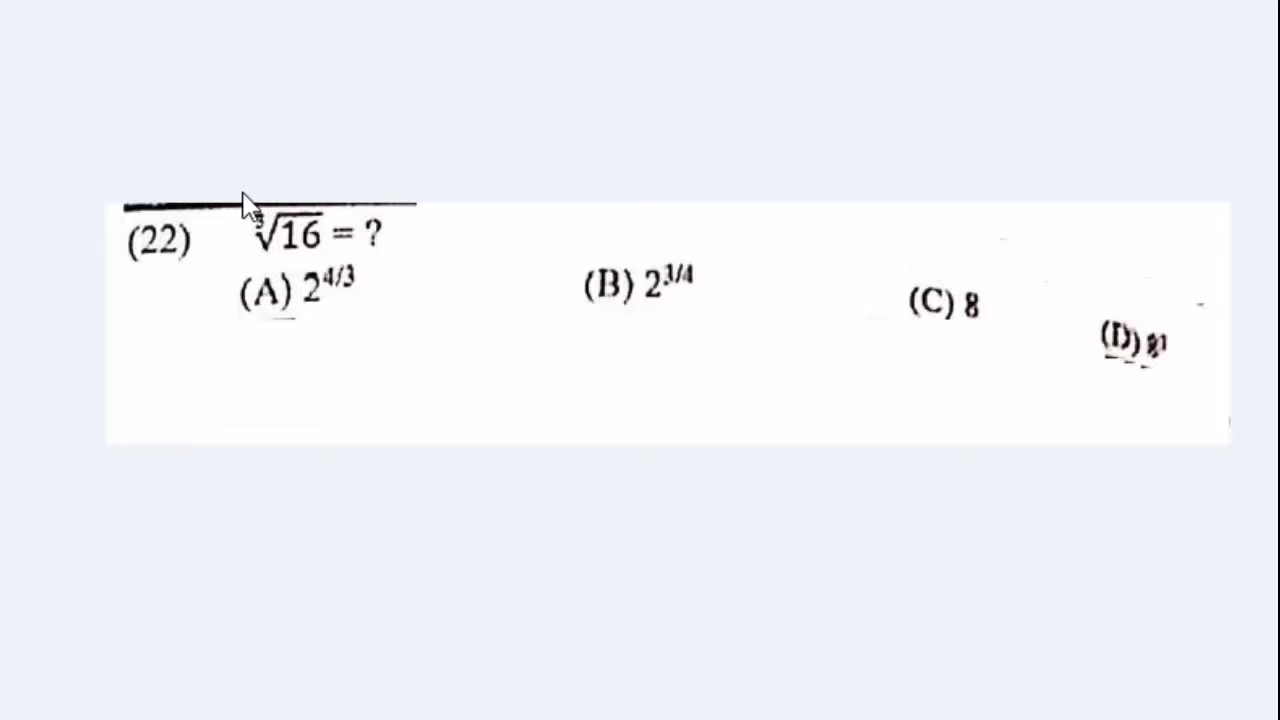 (22) ∛16 = ?
(A) 2^4/3 (B) 2^3/4 (C) 8 (D)